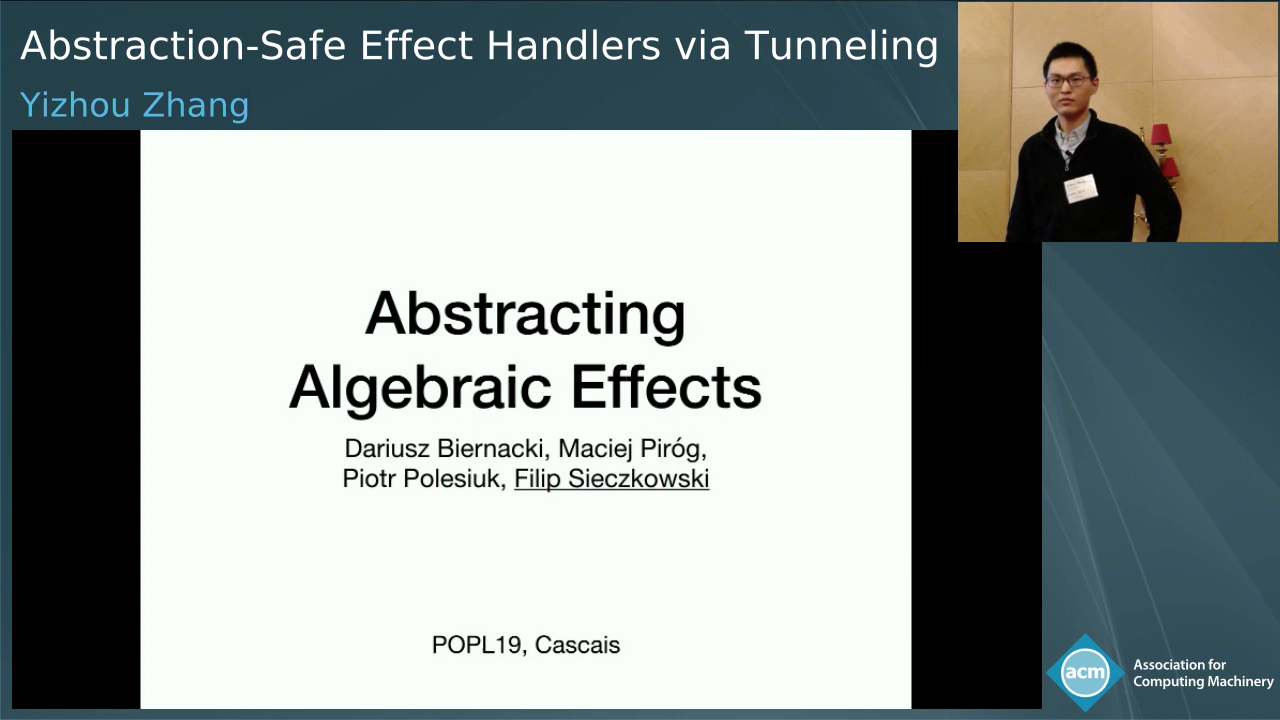 Abstraction-Safe Effect Handlers via Tunneling
Yizhou Zhang
Abstracting
Algebraic Effects
Dariusz Biernacki, Maciej Piróg,
Piotr Polesiuk, Filip Sieczkowski
POPL19, Cascais
acm
Association for
Computing Machinery